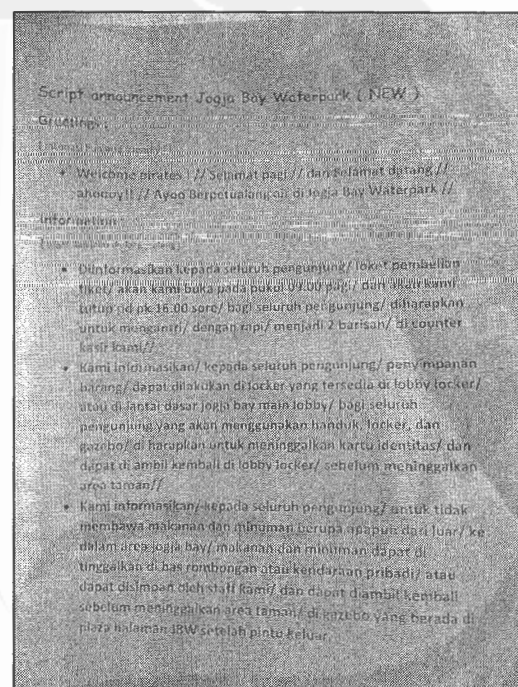 Script announcement Jogja Bay Waterpark ( NEW )
Greeting :
• Welcome pirates ! // Selamat pagi // dan Selamat datang //
ahoooy!! // Ayoo Berpetualangan di Jogja Bay Waterpark //
Information :
• Diinformasikan kepada seluruh pengunjung/ loket pembelian
tiket/ akan kami buka pada pukul 09.00 pagi/ dan akan kami
tutup pd pk 16.00 sore/ bagi seluruh pengunjung/ diharapkan
untuk mengantri/ dengan rapi/ menjadi 2 barisan/ di counter
kasir kami//
• Kami informasikan/ kepada seluruh pengunjung/ penyimpanan
barang/ dapat dilakukan di locker yang tersedia di lobby locker/
atau di lantai dasar jogja bay main lobby/ bagi seluruh
pengunjung yang akan menggunakan handuk, locker, dan
gazebo/ di harapkan untuk meninggalkan kartu identitas/ dan
dapat di ambil kembali di lobby locker/ sebelum meninggalkan
area taman//
• Kami informasikan/ kepada seluruh pengunjung/ untuk tidak
membawa makanan dan minuman berupa apapun dari luar/ ke
dalam area jogja bay/ makanan dan minuman dapat di
tinggalkan di bas rombongan atau kendaraan pribadi/ atau
dapat disimpan oleh staff kami/ dan dapat diambil kembali
sebelum meninggalkan area taman/ di gazebo yang berada di
plaza halaman JBW setelah pintu keluar